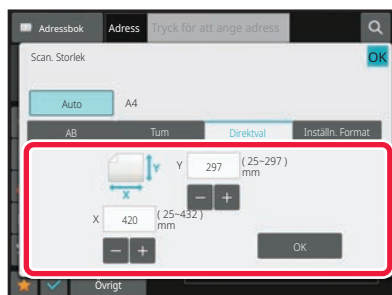 Adressbok Adress Tryck för att ange adress
Scan. Storlek OK
Auto A4
AB Tum Direktval Inställn. Format
Y Y 297 ( 25~297 )
mm
X
X 420 ( 25~432 )
mm
− + OK
− +
Övrigt